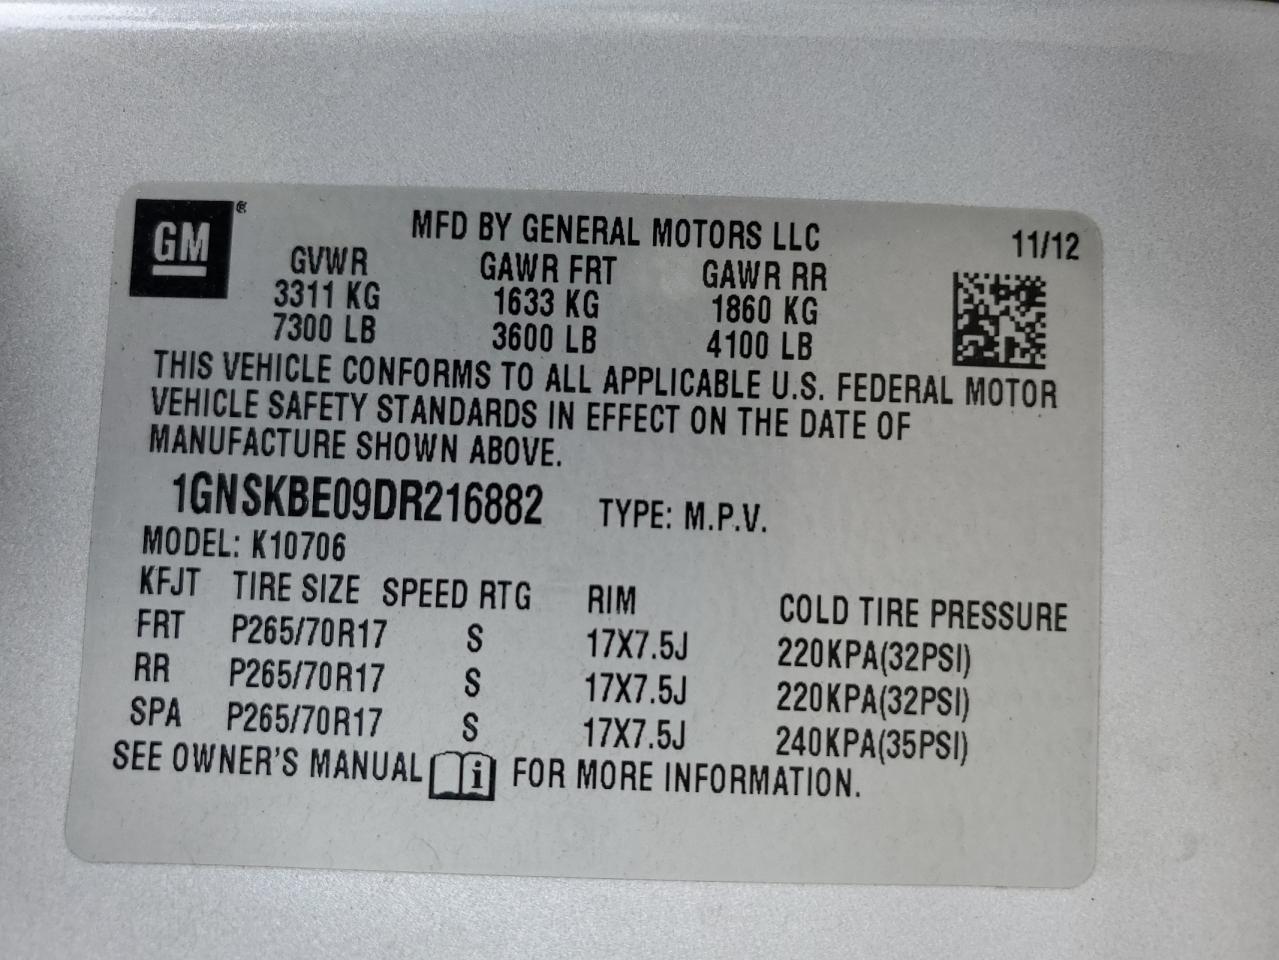 GM ®
MFD BY GENERAL MOTORS LLC 11/12
GVWR GAWR FRT GAWR RR
3311 KG 1633 KG 1860 KG
7300 LB 3600 LB 4100 LB
THIS VEHICLE CONFORMS TO ALL APPLICABLE U.S. FEDERAL MOTOR
VEHICLE SAFETY STANDARDS IN EFFECT ON THE DATE OF
MANUFACTURE SHOWN ABOVE.
1GNSKBE09DR216882 TYPE: M.P.V.
MODEL: K10706
KFJT TIRE SIZE SPEED RTG RIM COLD TIRE PRESSURE
FRT P265/70R17 S 17X7.5J 220KPA(32PSI)
RR P265/70R17 S 17X7.5J 220KPA(32PSI)
SPA P265/70R17 S 17X7.5J 240KPA(35PSI)
SEE OWNER'S MANUAL i FOR MORE INFORMATION.